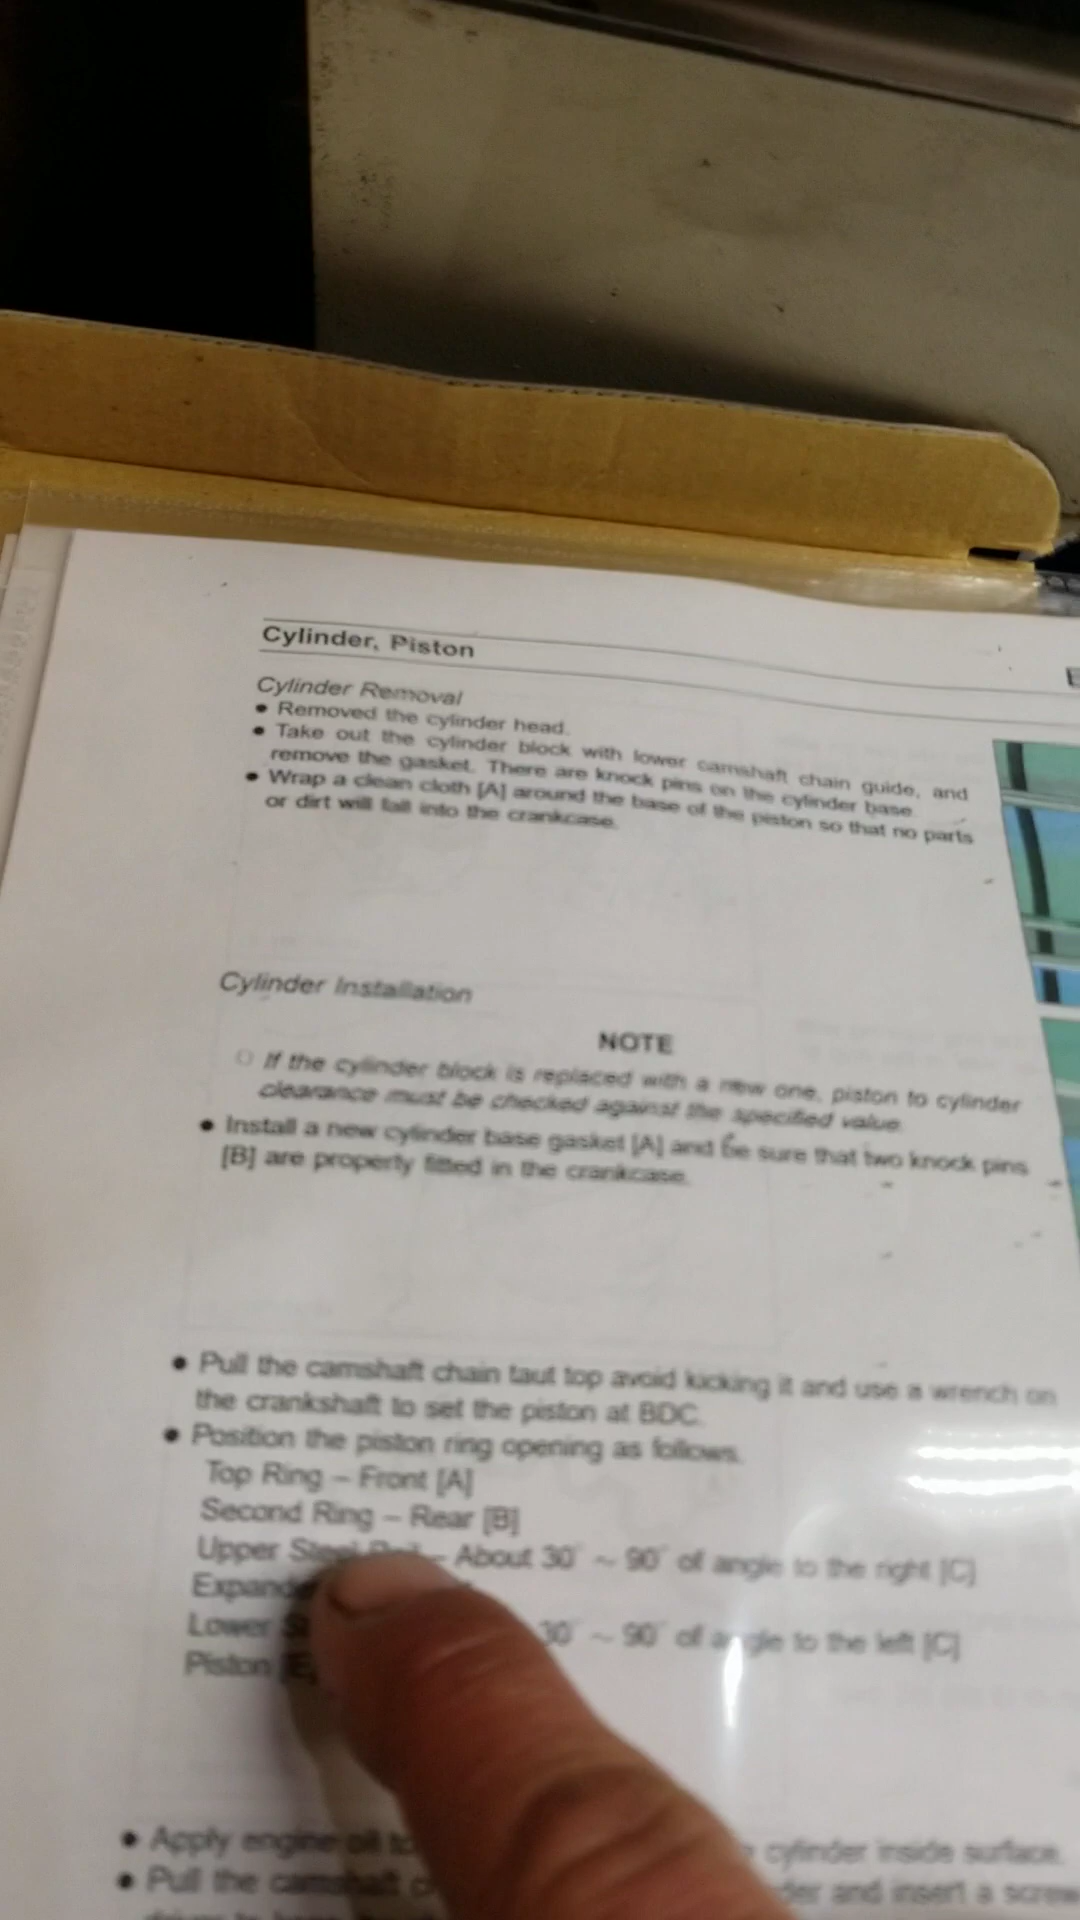 Cylinder, Piston
E
Cylinder Removal
● Removed the cylinder head.
● Take out the cylinder block with lower camshaft chain guide, and
remove the gasket. There are knock pins on the cylinder base.
● Wrap a clean cloth [A] around the base of the piston so that no parts
or dirt will fall into the crankcase.
Cylinder Installation
NOTE
○ If the cylinder block is replaced with a new one, piston to cylinder
clearance must be checked against the specified value.
● Install a new cylinder base gasket [A] and be sure that two knock pins
[B] are properly fitted in the crankcase.
● Pull the camshaft chain taut top avoid kicking it and use a wrench on
the crankshaft to set the piston at BDC.
● Position the piston ring opening as follows.
Top Ring – Front [A]
Second Ring – Rear [B]
Upper Steel Rail – About 30° ~ 90° of angle to the right [C]
Lower 30° ~ 90° of angle to the left [C]
Piston [E]
● Apply engine oil to cylinder inside surface.
● Pull the camshaft and insert a screw